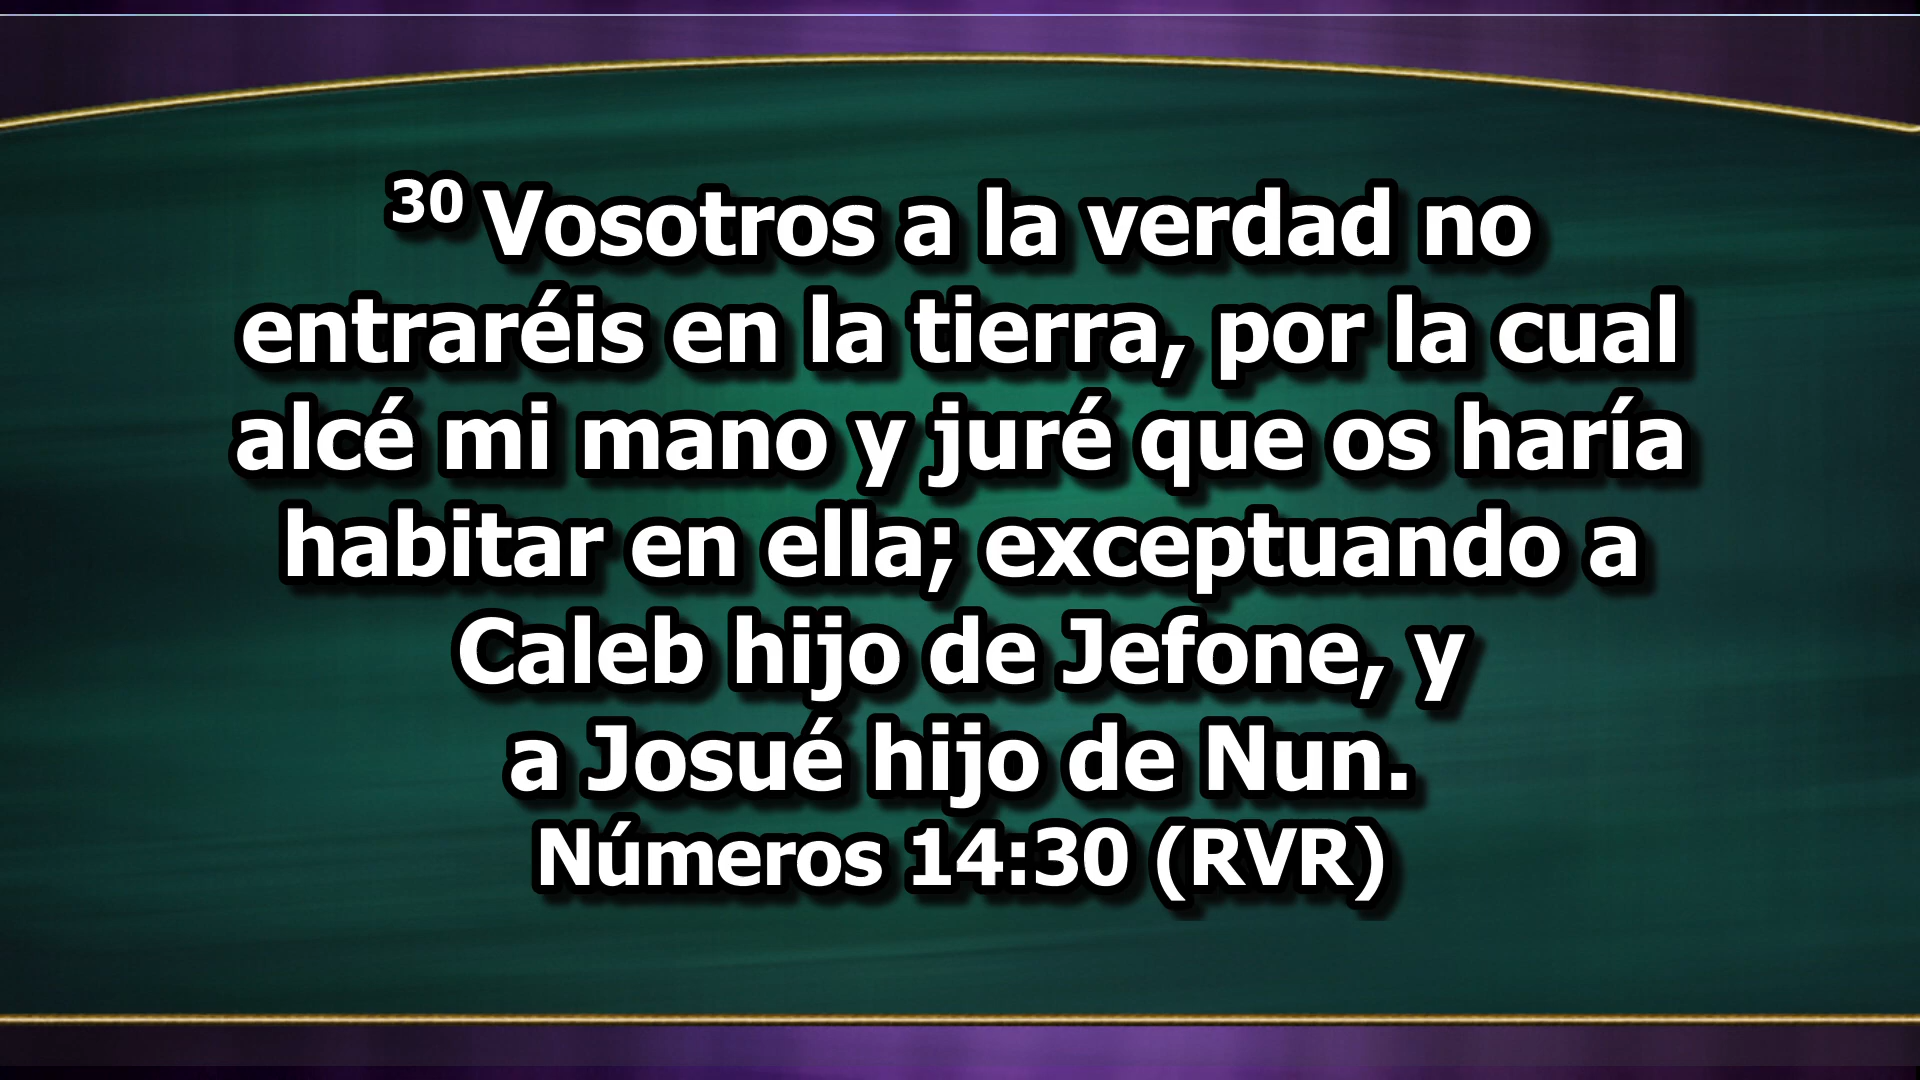 30 Vosotros a la verdad no
entraréis en la tierra, por la cual
alcé mi mano y juré que os haría
habitar en ella; exceptuando a
Caleb hijo de Jefone, y
a Josué hijo de Nun.
Números 14:30 (RVR)